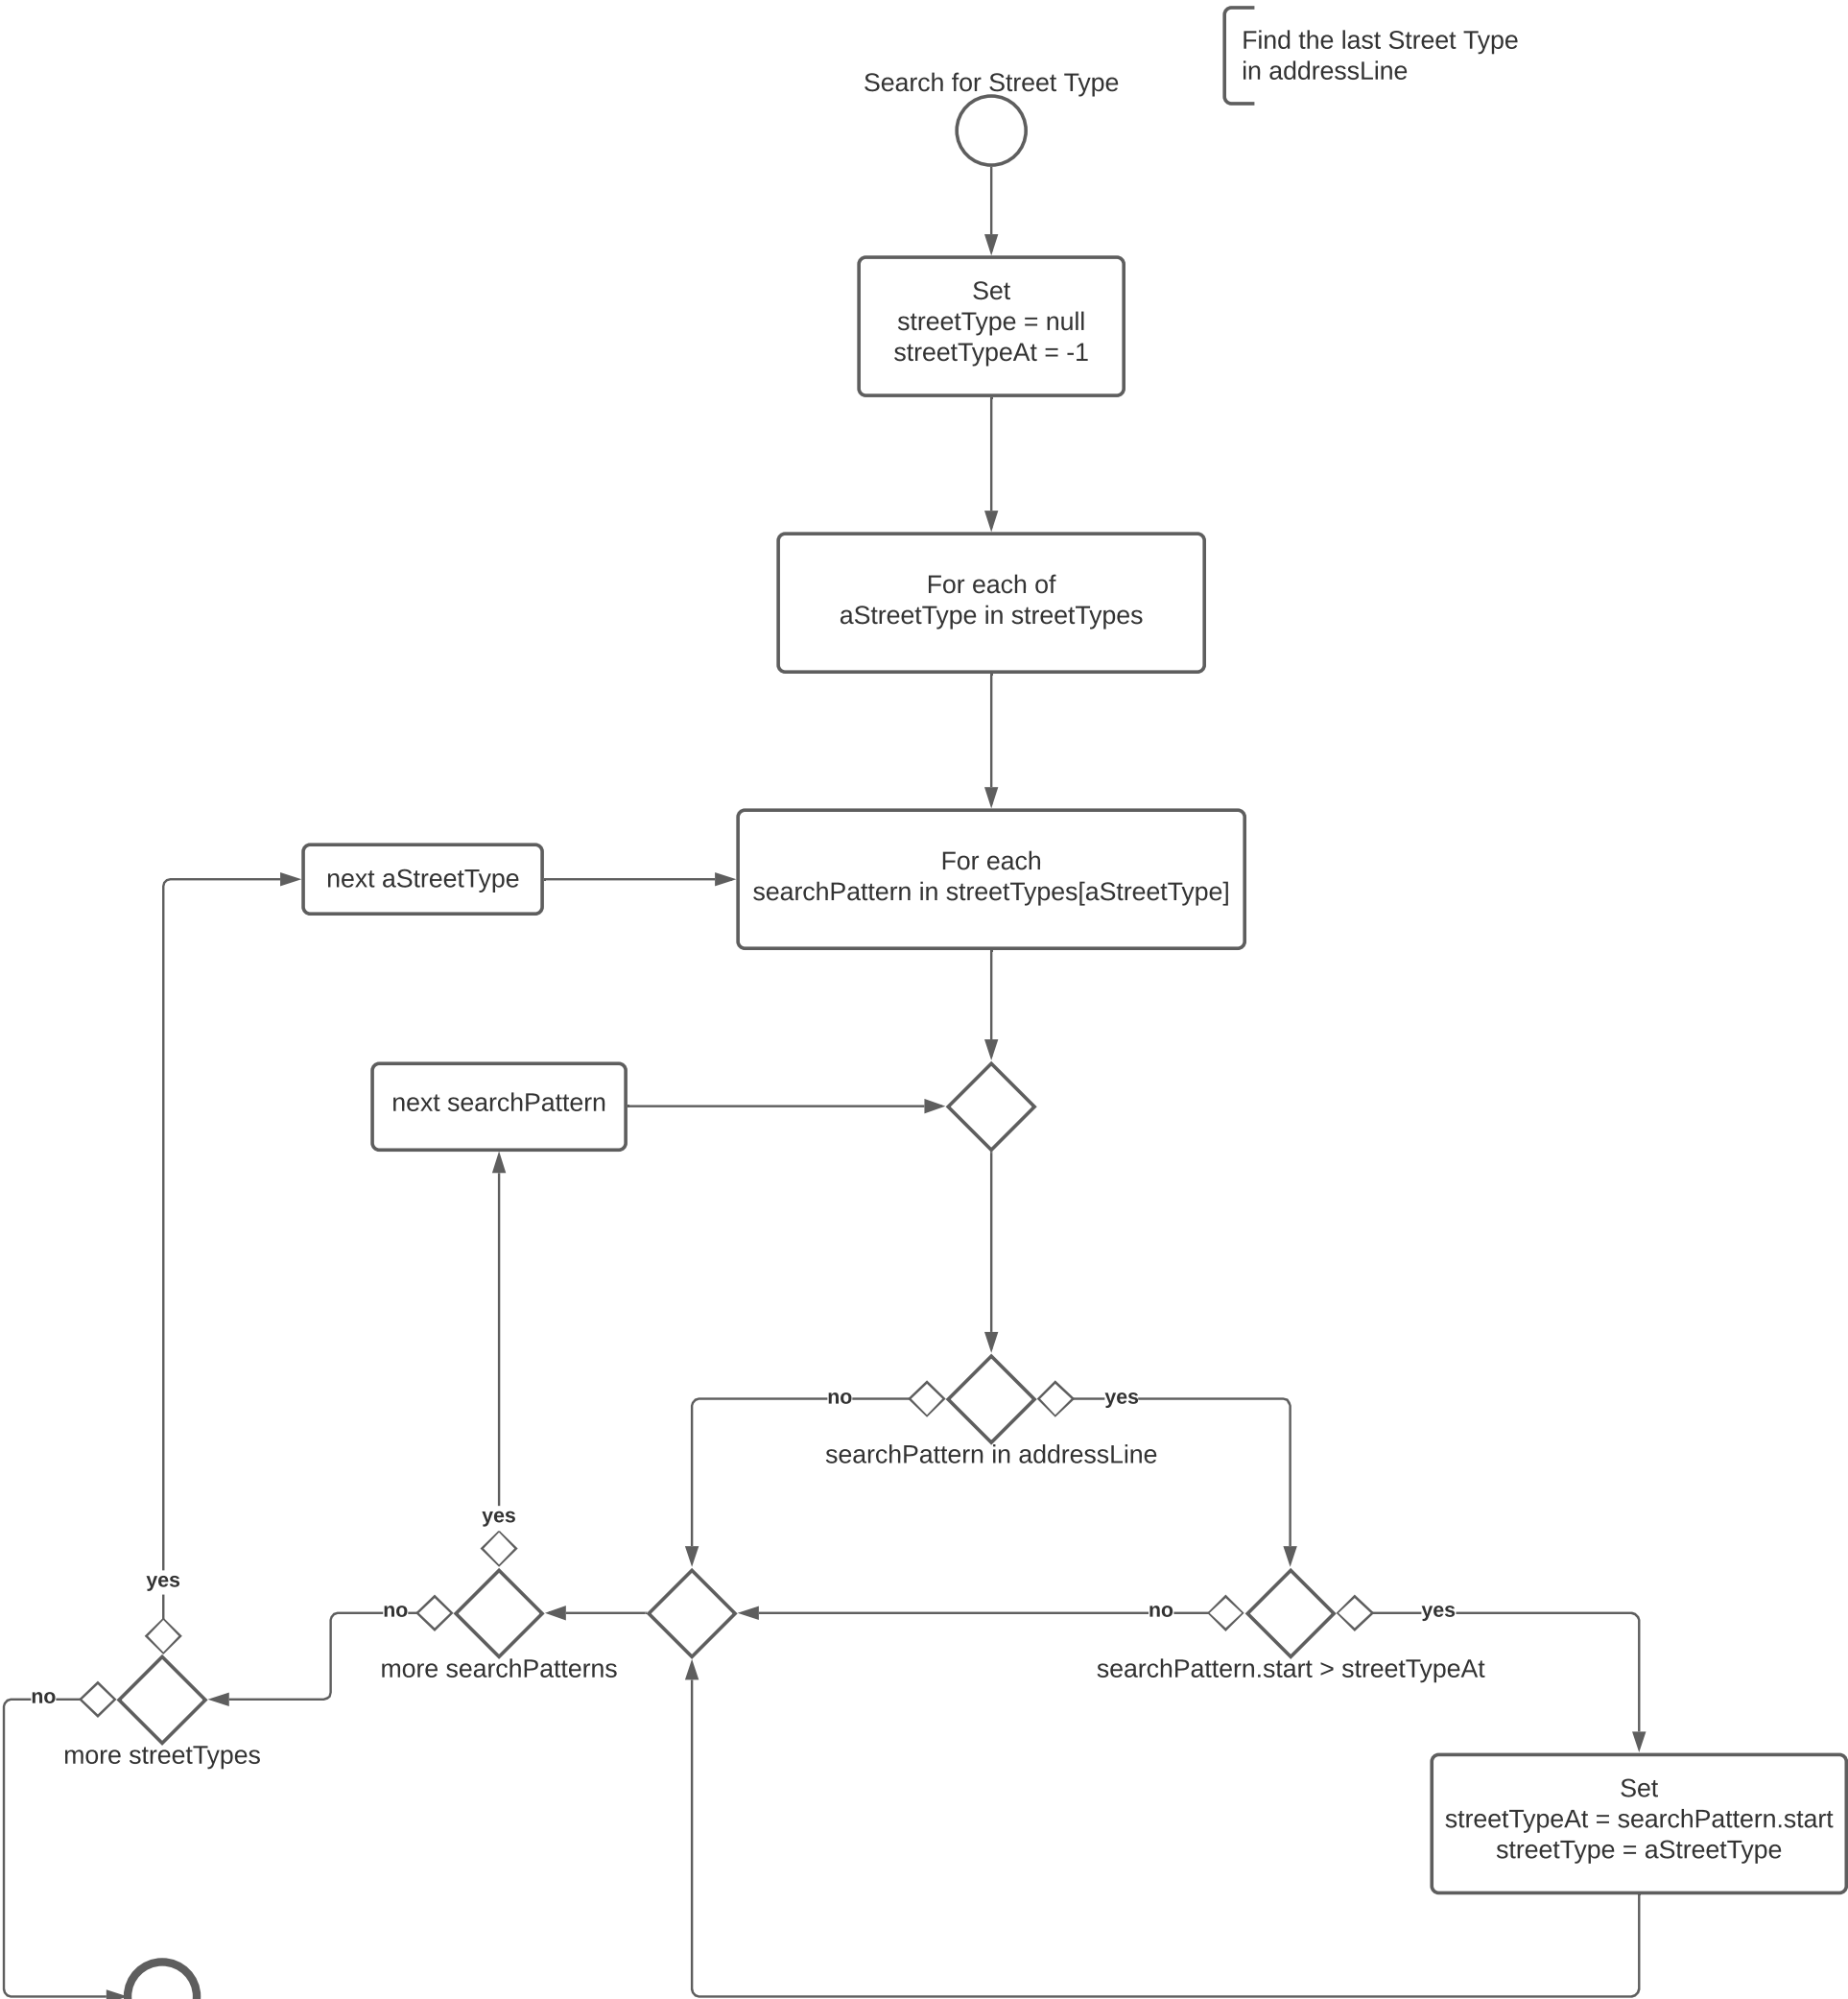 Find the last Street Type
in addressLine
Search for Street Type
Set
streetType = null
streetTypeAt = -1
For each of
aStreetType in streetTypes
For each
searchPattern in streetTypes[aStreetType]
next aStreetType
next searchPattern
no
yes
searchPattern in addressLine
yes
yes
no
no
yes
more searchPatterns
searchPattern.start > streetTypeAt
no
more streetTypes
Set
streetTypeAt = searchPattern.start
streetType = aStreetType